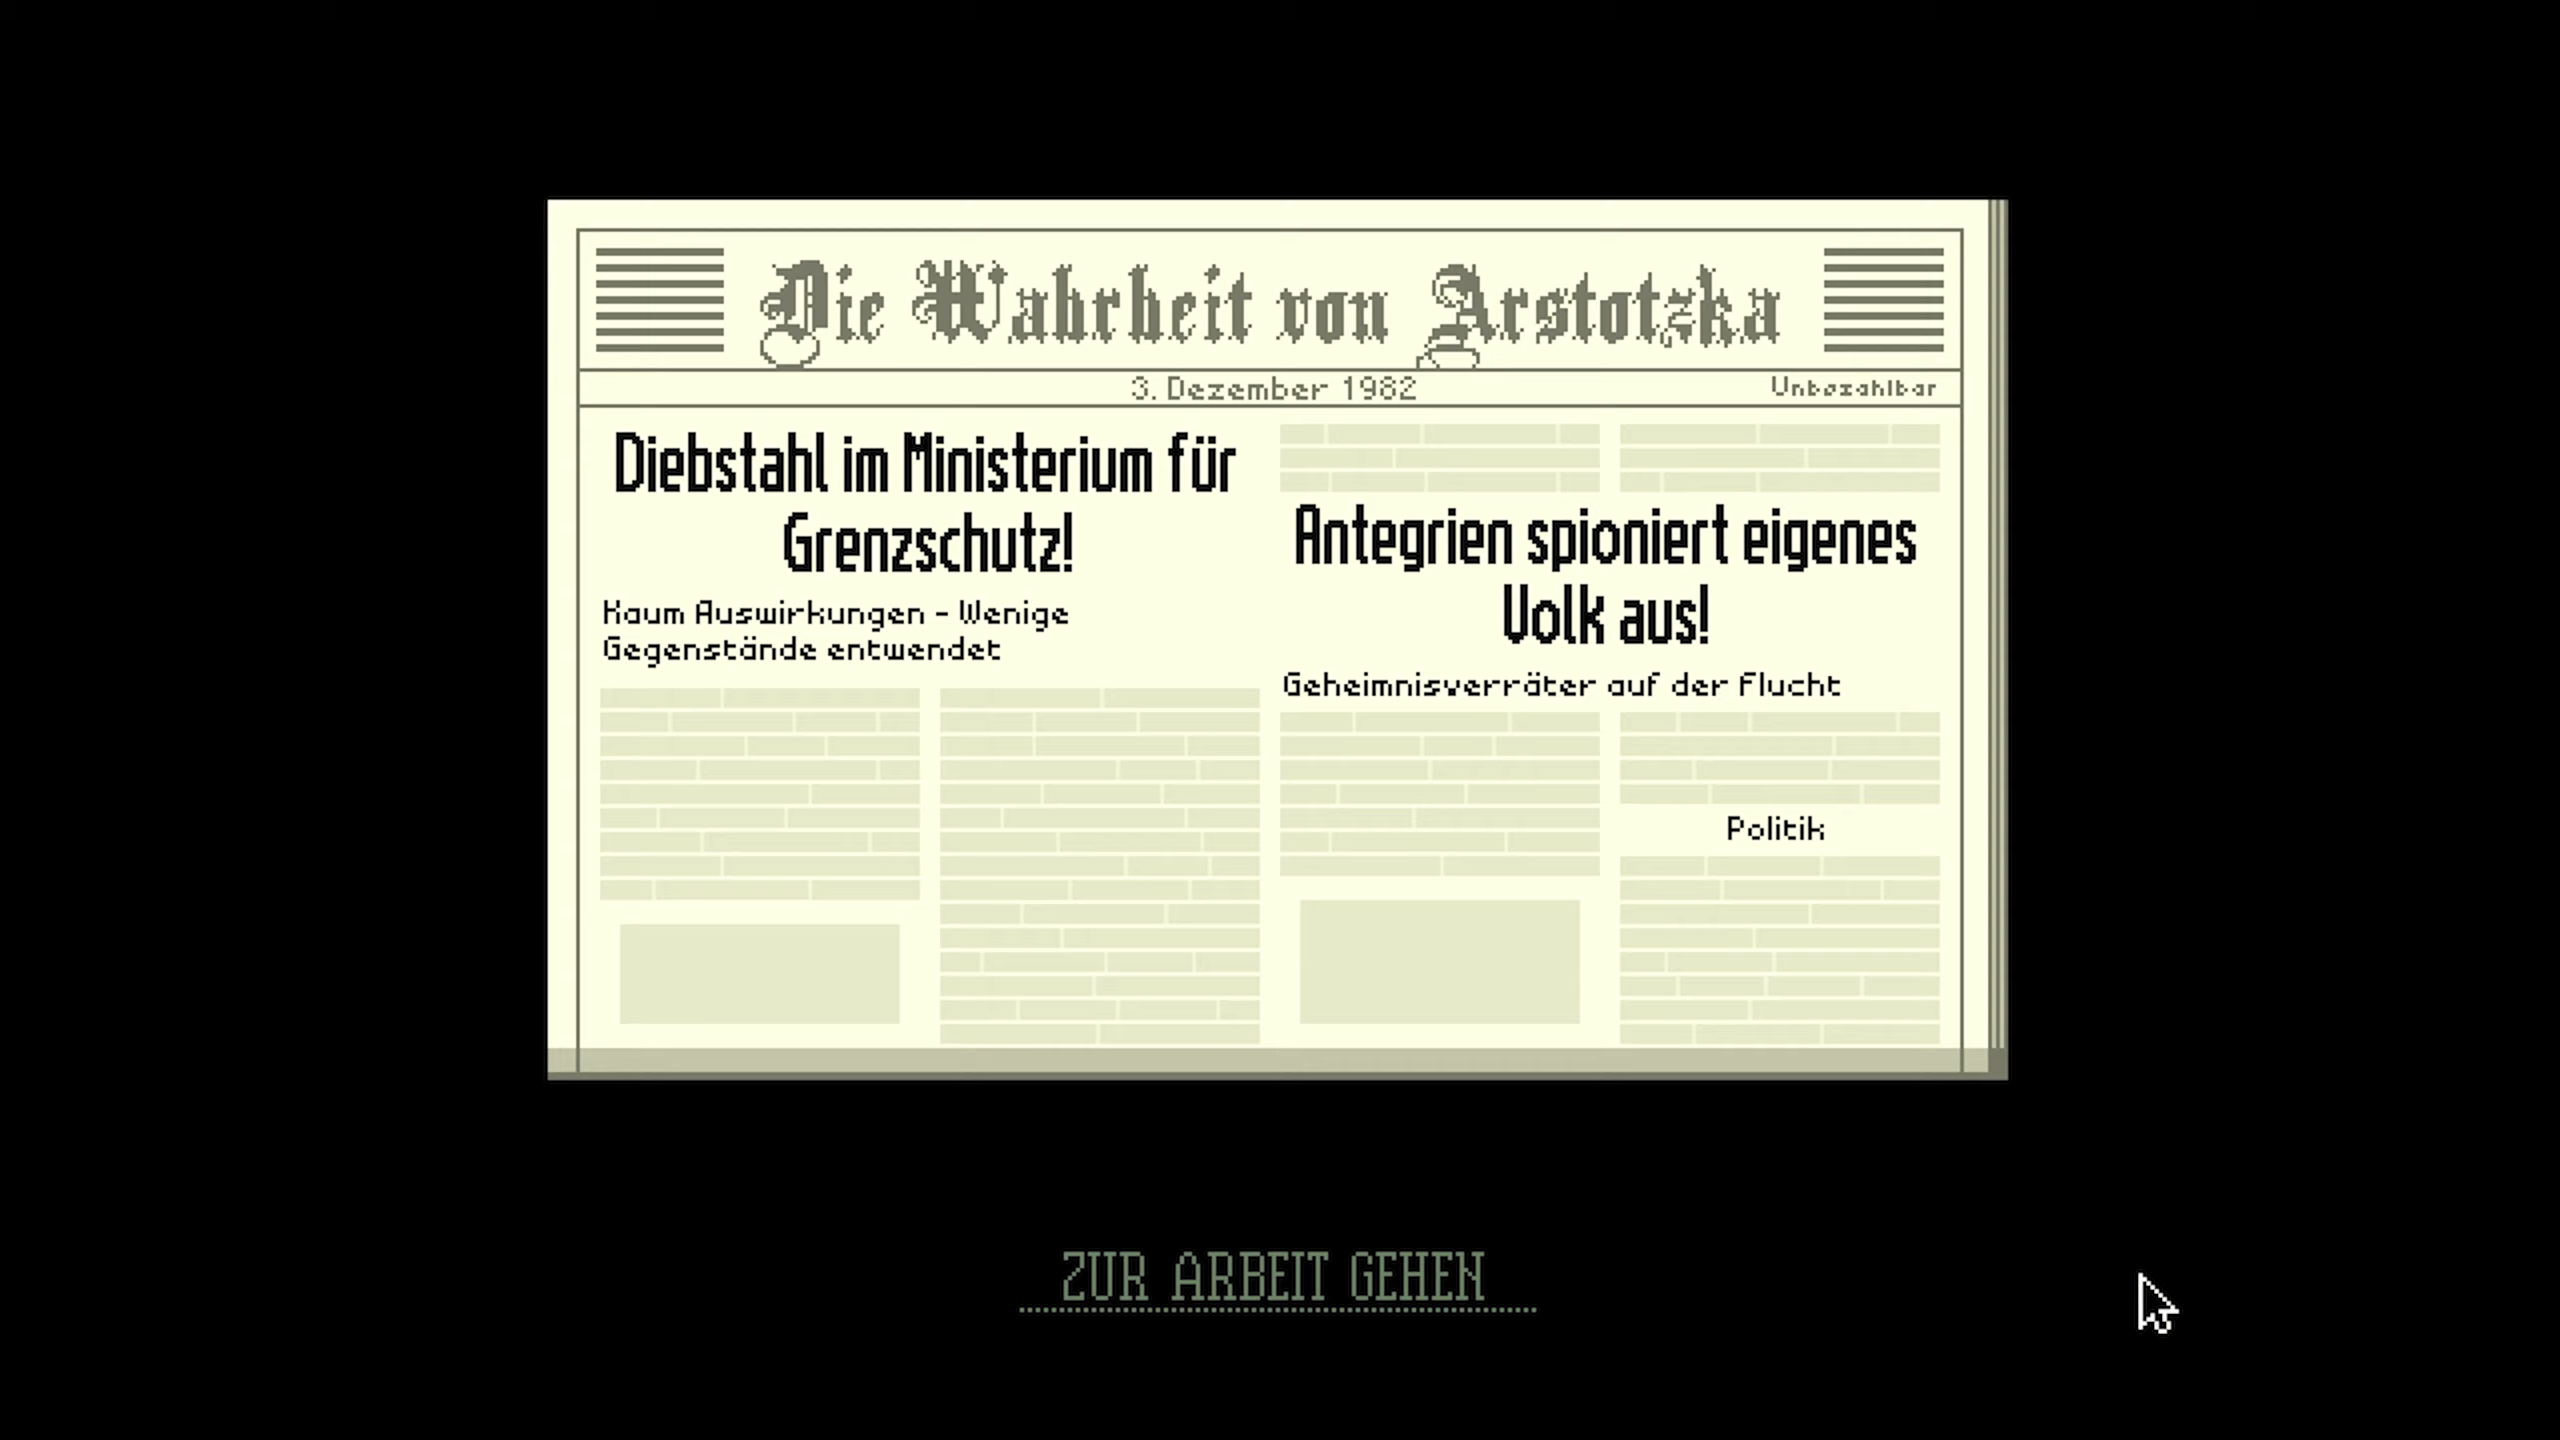 Die Wahrheit von Arstotzka
3. Dezember 1982
Unbezahlbar
Diebstahl im Ministerium für
Grenzschutz!
Kaum Auswirkungen - Wenige
Gegenstände entwendet
Antegrien spioniert eigenes
Volk aus!
Geheimnisverräter auf der Flucht
Politik
ZUR ARBEIT GEHEN